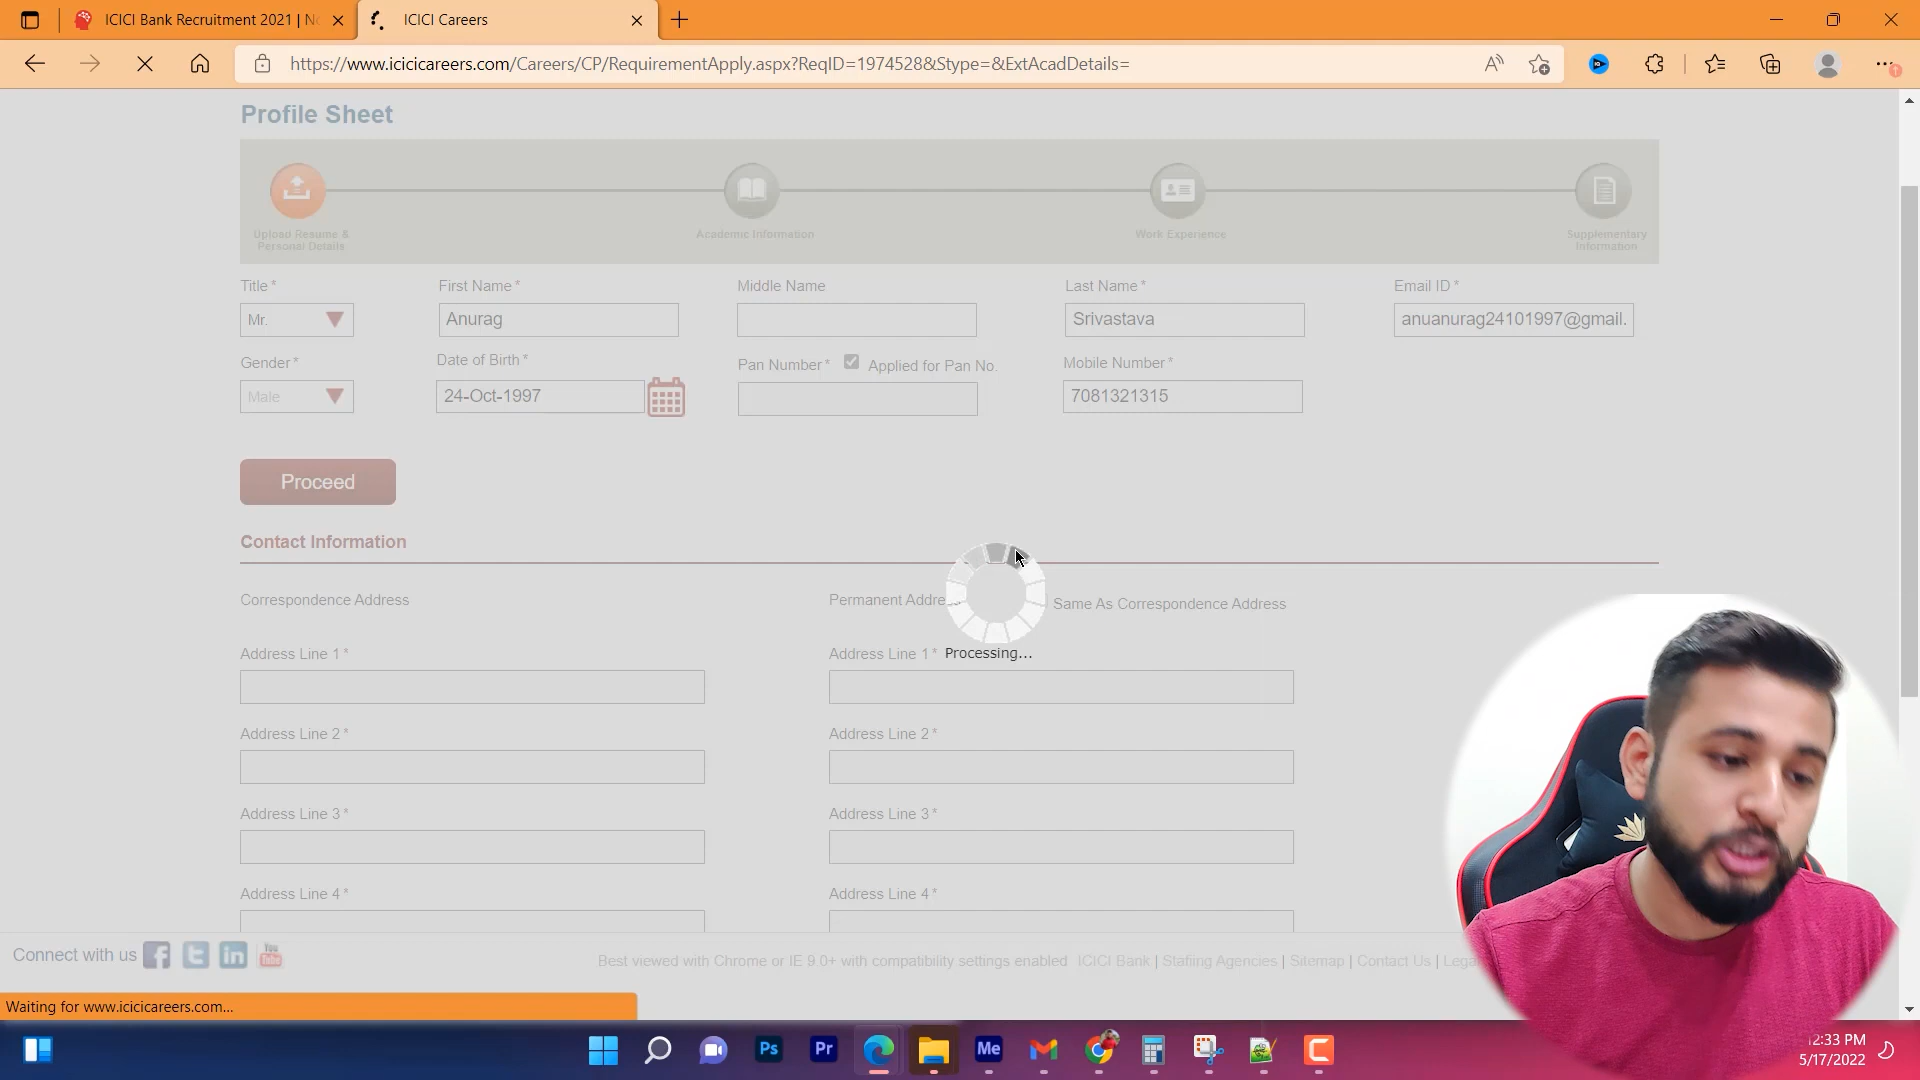 ICICI Bank Recruitment 2021 | N
ICICI Careers
https://www.icicicareers.com/Careers/CP/RequirementApply.aspx?ReqID=1974528&Stype=&ExtAcadDetails=
Profile Sheet
Upload Resume &
Personal Details
Academic Information
Work Experience
Supplementary
Information
Title*
First Name*
Middle Name
Last Name*
Email ID*
Mr.
Anurag
Srivastava
anuanurag24101997@gmail.
Gender*
Date of Birth*
Pan Number*
Applied for Pan No.
Mobile Number*
Male
24-Oct-1997
7081321315
Proceed
Contact Information
Correspondence Address
Permanent Addre
Same As Correspondence Address
Address Line 1*
Address Line 1*
Processing...
Address Line 2*
Address Line 2*
Address Line 3*
Address Line 3*
Address Line 4*
Address Line 4*
Connect with us
You
Tube
Best viewed with Chrome or IE 9.0+ with compatibility settings enabled
ICICI Bank | Stafiing Agencies | Sitemap | Contact Us | Lega
Waiting for www.icicicareers.com...
Ps
Pr
Me
12:33 PM
5/17/2022